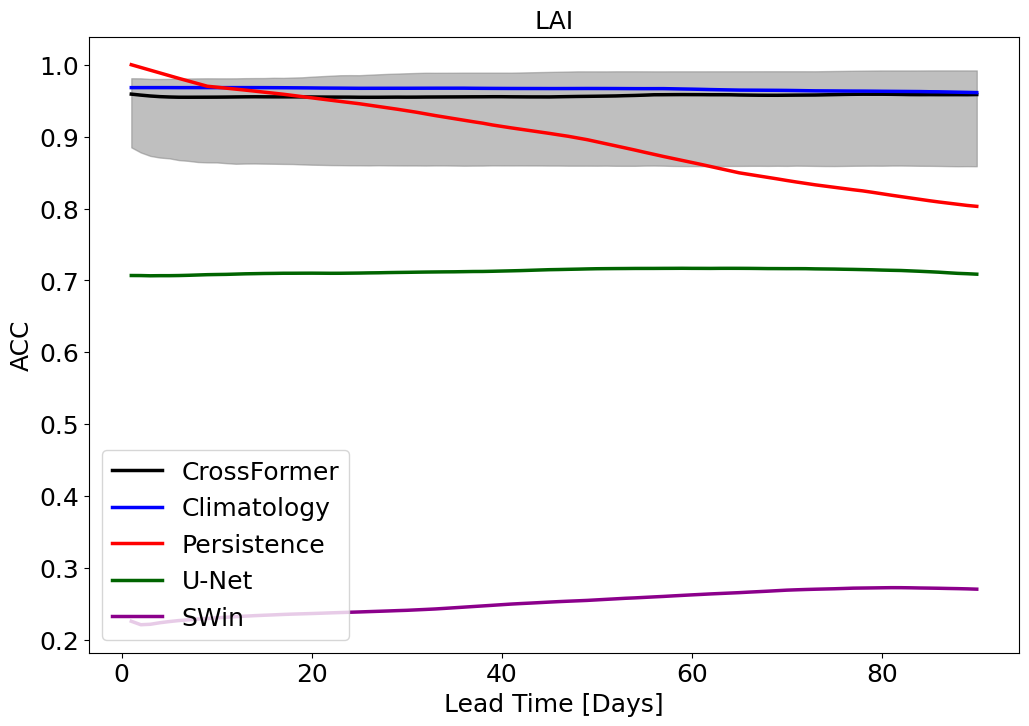 LAI
ACC
1.0
0.9
0.8
0.7
0.6
0.5
0.4
0.3
0.2
CrossFormer
Climatology
Persistence
U-Net
SWin
0 20 40 60 80
Lead Time [Days]